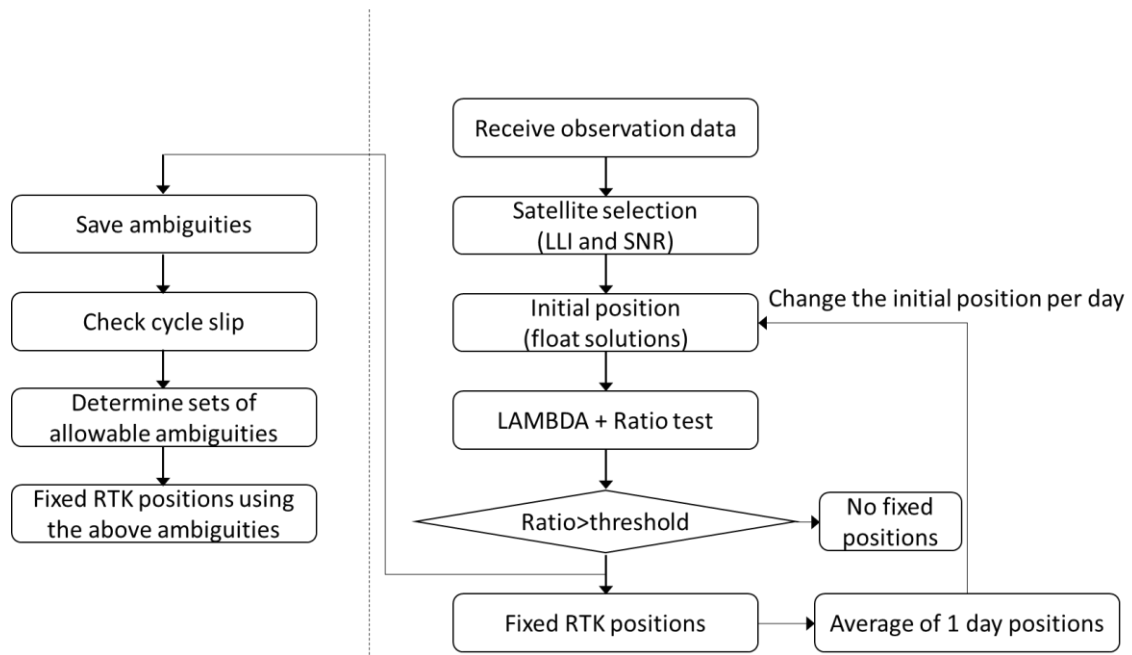 Receive observation data
Satellite selection
(LLI and SNR)
Initial position
(float solutions)
Change the initial position per day
LAMBDA + Ratio test
Ratio>threshold
No fixed
positions
Fixed RTK positions
Average of 1 day positions
Save ambiguities
Check cycle slip
Determine sets of
allowable ambiguities
Fixed RTK positions using
the above ambiguities